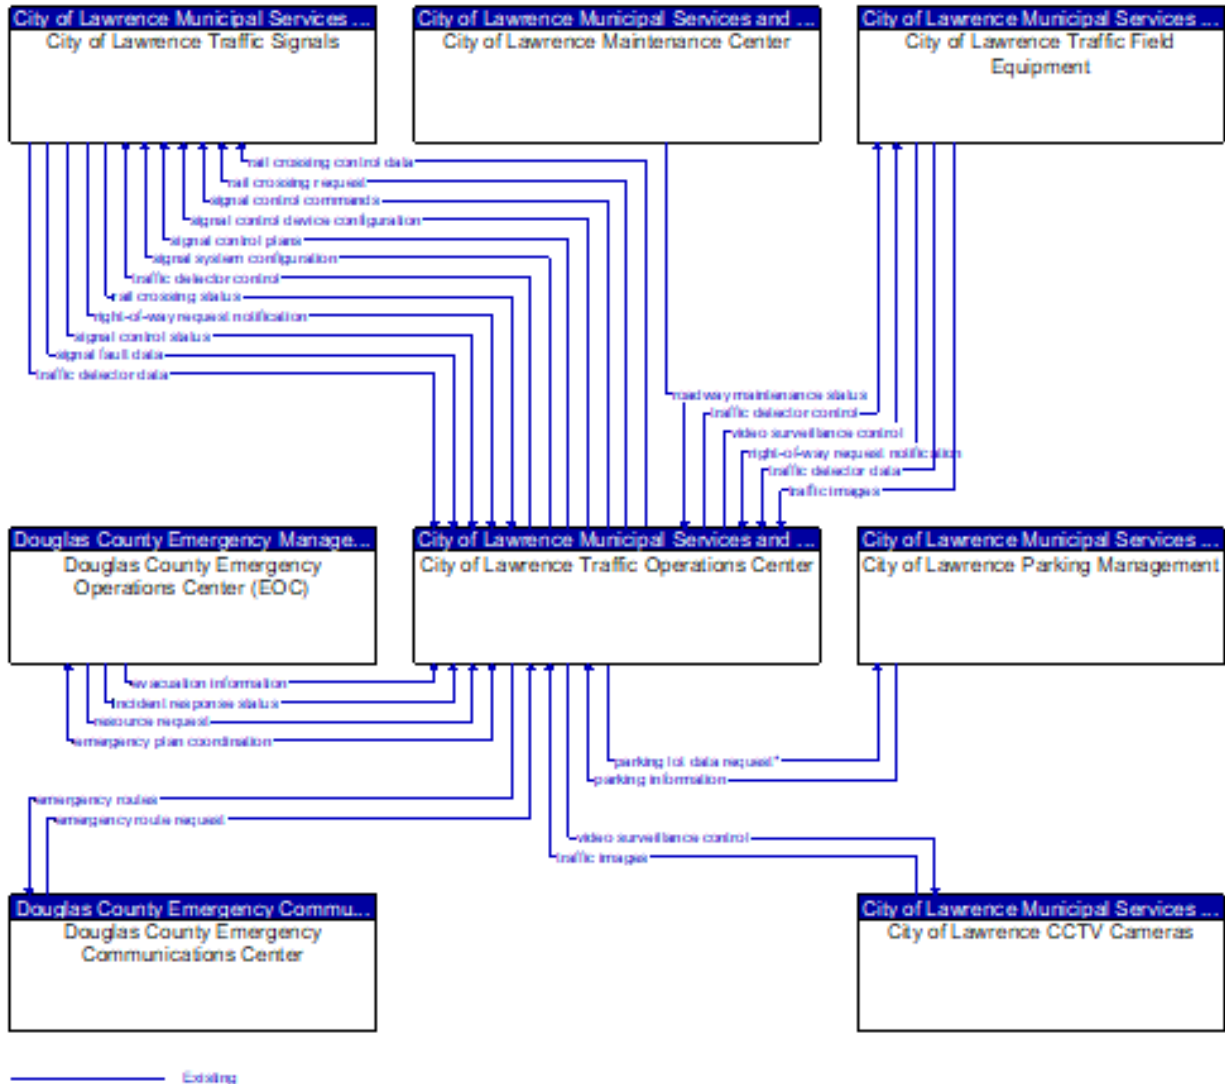 City of Lawrence Municipal Services ...
City of Lawrence Traffic Signals
City of Lawrence Municipal Services and ...
City of Lawrence Maintenance Center
City of Lawrence Municipal Services ...
City of Lawrence Traffic Field
Equipment
rail crossing control data
rail crossing request
signal control commands
signal control device configuration
signal control plans
signal system configuration
traffic detector control
rail crossing status
right-of-way request notification
signal control status
signal fault data
traffic detector data
roadway maintenance status
traffic detector control
video surveillance control
right-of-way request notification
traffic detector data
traffic images
Douglas County Emergency Manage...
Douglas County Emergency
Operations Center (EOC)
City of Lawrence Municipal Services and ...
City of Lawrence Traffic Operations Center
City of Lawrence Municipal Services ...
City of Lawrence Parking Management
evacuation information
incident response status
resource request
emergency plan coordination
parking lot data request*
parking information
emergency routes
emergency route request
video surveillance control
traffic images
Douglas County Emergency Commu...
Douglas County Emergency
Communications Center
City of Lawrence Municipal Services ...
City of Lawrence CCTV Cameras
Existing